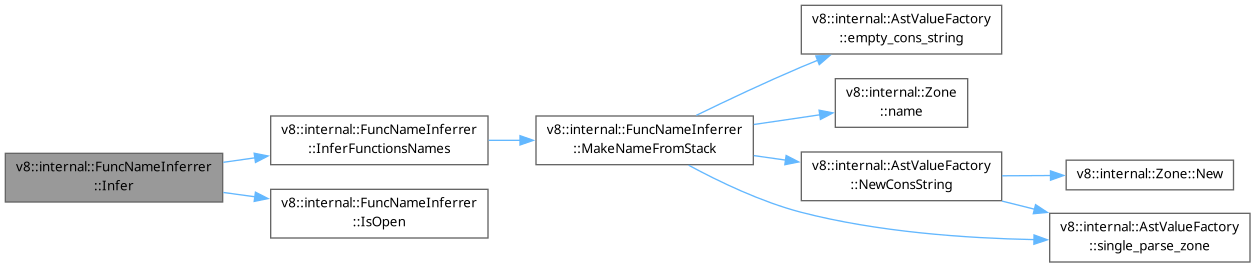 v8::internal::FuncNameInferrer
::Infer
v8::internal::FuncNameInferrer
::InferFunctionsNames
v8::internal::FuncNameInferrer
::IsOpen
v8::internal::FuncNameInferrer
::MakeNameFromStack
v8::internal::AstValueFactory
::empty_cons_string
v8::internal::Zone
::name
v8::internal::AstValueFactory
::NewConsString
v8::internal::Zone::New
v8::internal::AstValueFactory
::single_parse_zone